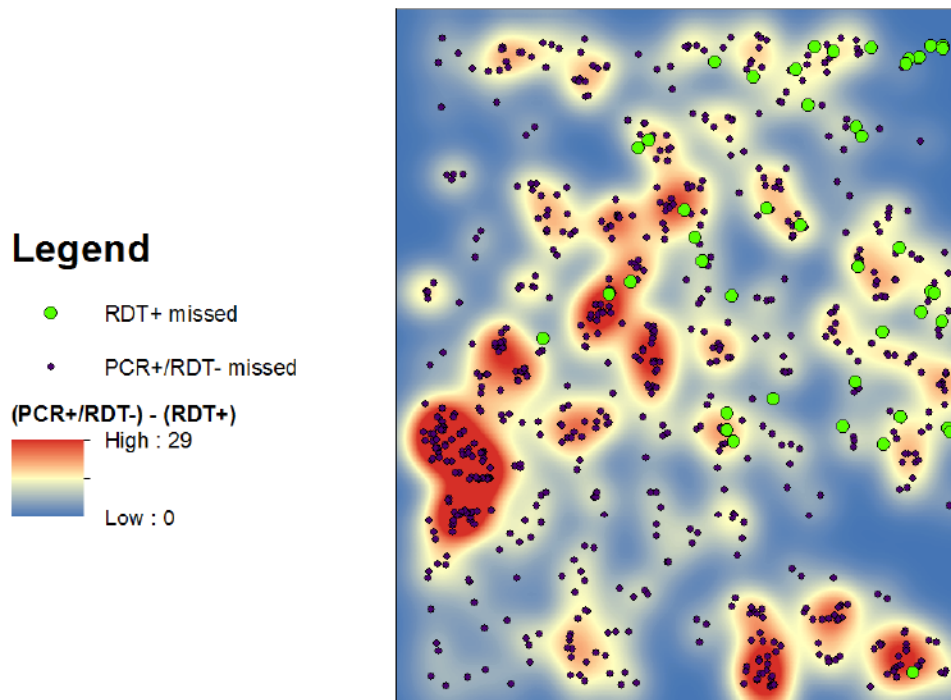 Legend
RDT+ missed
PCR+/RDT- missed
(PCR+/RDT-) - (RDT+)
High : 29
Low : 0